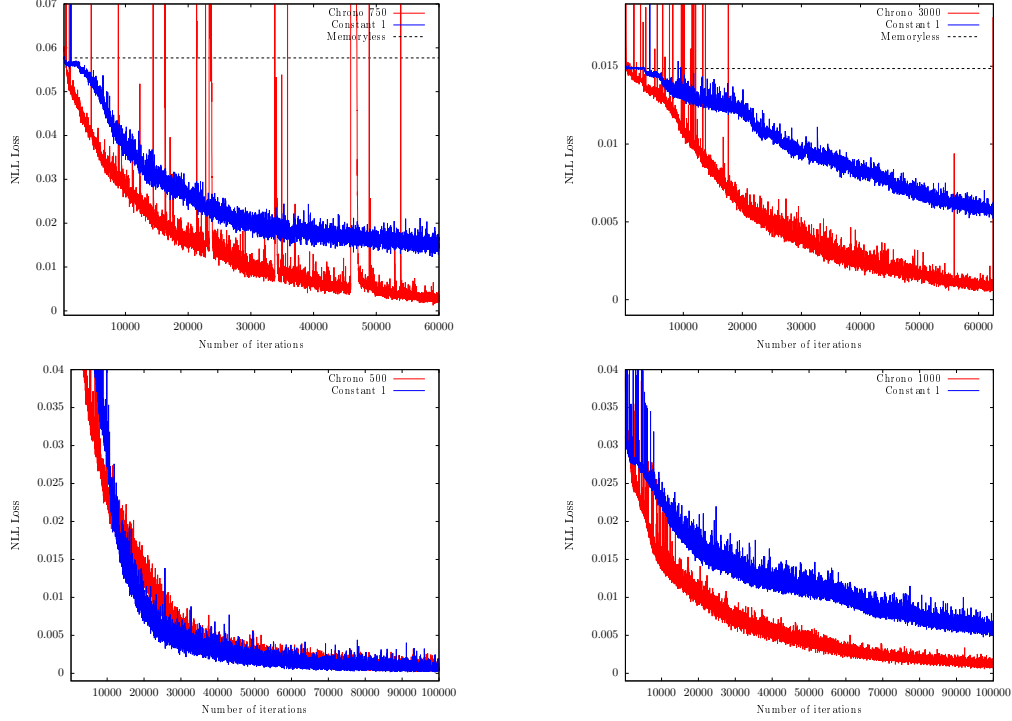 0.07
0.06
0.05
0.04
0.03
0.02
0.01
0
NLL Loss
10000 20000 30000 40000 50000 60000
Number of iterations
Chrono 750
Constant 1
Memoryless
0.015
0.01
0.005
0
NLL Loss
10000 20000 30000 40000 50000 60000
Number of iterations
Chrono 3000
Constant 1
Memoryless
0.04
0.035
0.03
0.025
0.02
0.015
0.01
0.005
0
NLL Loss
10000 20000 30000 40000 50000 60000 70000 80000 90000 100000
Number of iterations
Chrono 500
Constant 1
0.04
0.035
0.03
0.025
0.02
0.015
0.01
0.005
0
NLL Loss
10000 20000 30000 40000 50000 60000 70000 80000 90000 100000
Number of iterations
Chrono 1000
Constant 1